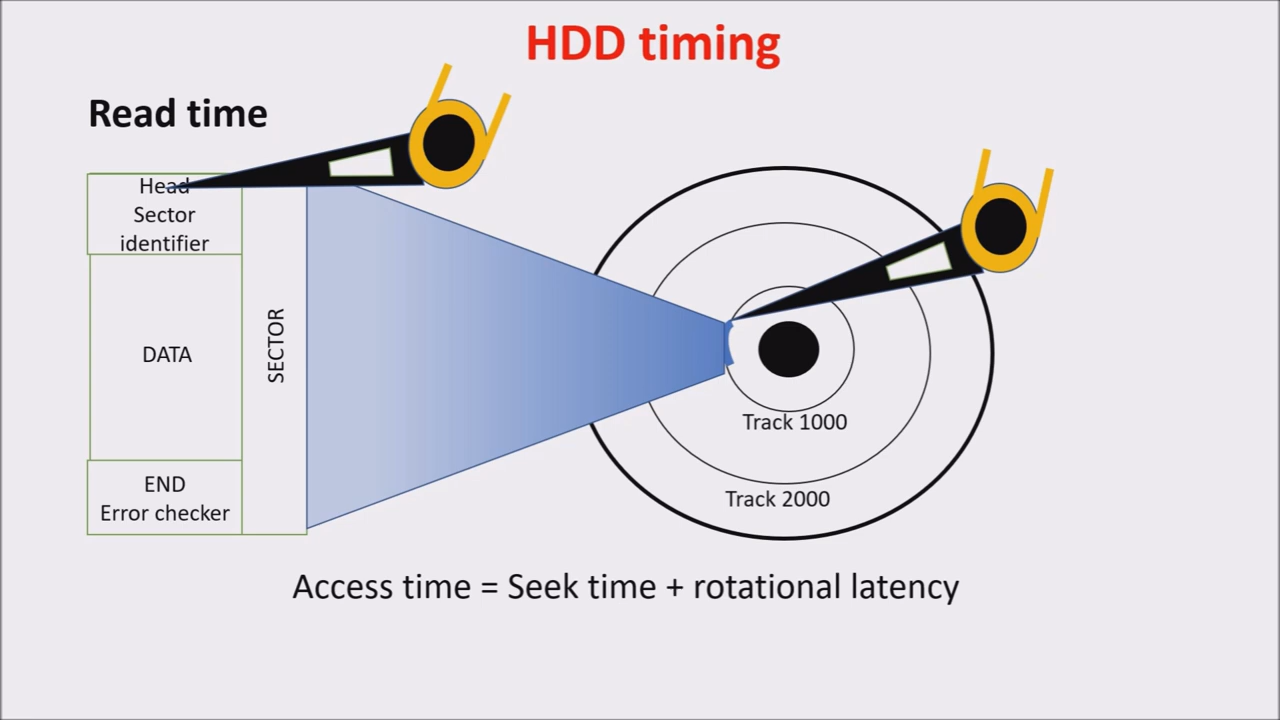 HDD timing
Read time
Head
Sector
identifier
DATA
SECTOR
END
Error checker
Track 1000
Track 2000
Access time = Seek time + rotational latency